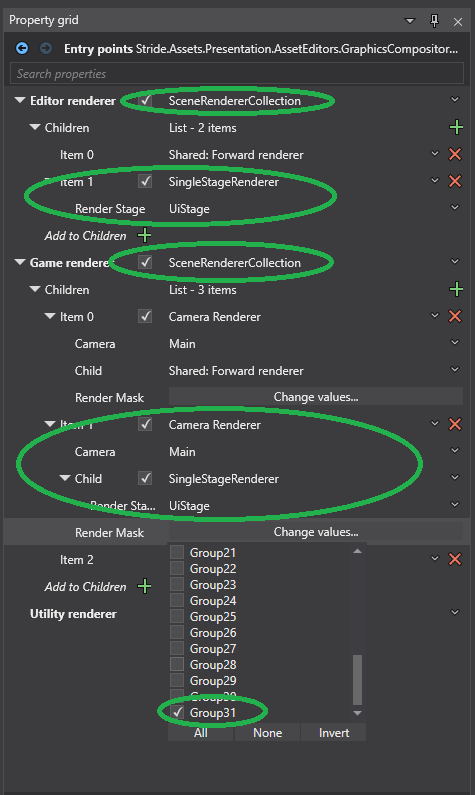 Property grid
Entry points Stride.Assets.Presentation.AssetEditors.GraphicsCompositor...
Search properties
Editor renderer SceneRendererCollection
Children List - 2 items
Item 0 Shared: Forward renderer
Item 1 SingleStageRenderer
Render Stage UiStage
Add to Children
Game renderer SceneRendererCollection
Children List - 3 items
Item 0 Camera Renderer
Camera Main
Child Shared: Forward renderer
Render Mask Change values...
Item 1 Camera Renderer
Camera Main
Child SingleStageRenderer
Render Sta... UiStage
Render Mask Change values...
Group21
Item 2
Group22
Group23
Add to Children
Group24
Group25
Utility renderer
Group26
Group27
Group28
Group29
Group30
Group31
All None Invert